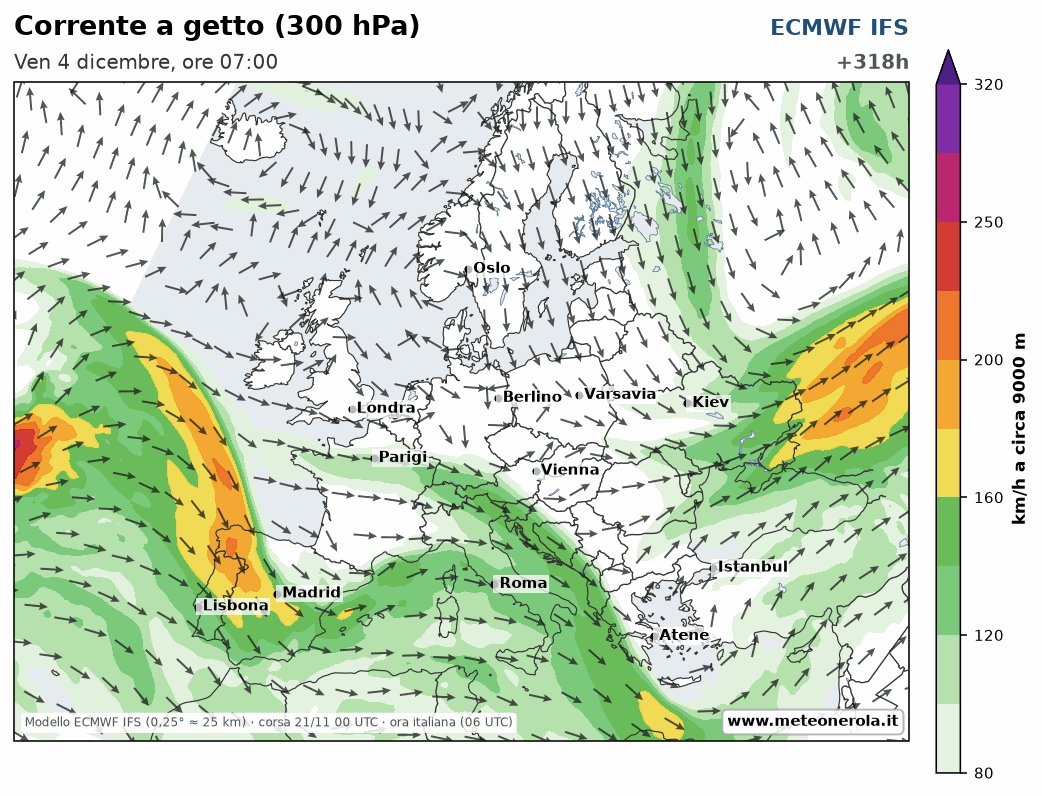 Corrente a getto (300 hPa)
ECMWF IFS
Ven 4 dicembre, ore 07:00
+318h
320
250
200
160
120
80
km/h a circa 9000 m
Oslo
Berlino
Varsavia
Kiev
Londra
Parigi
Vienna
Istanbul
Roma
Madrid
Lisbona
Atene
Modello ECMWF IFS (0,25° ≈ 25 km) · corsa 21/11 00 UTC · ora italiana (06 UTC)
www.meteonerola.it